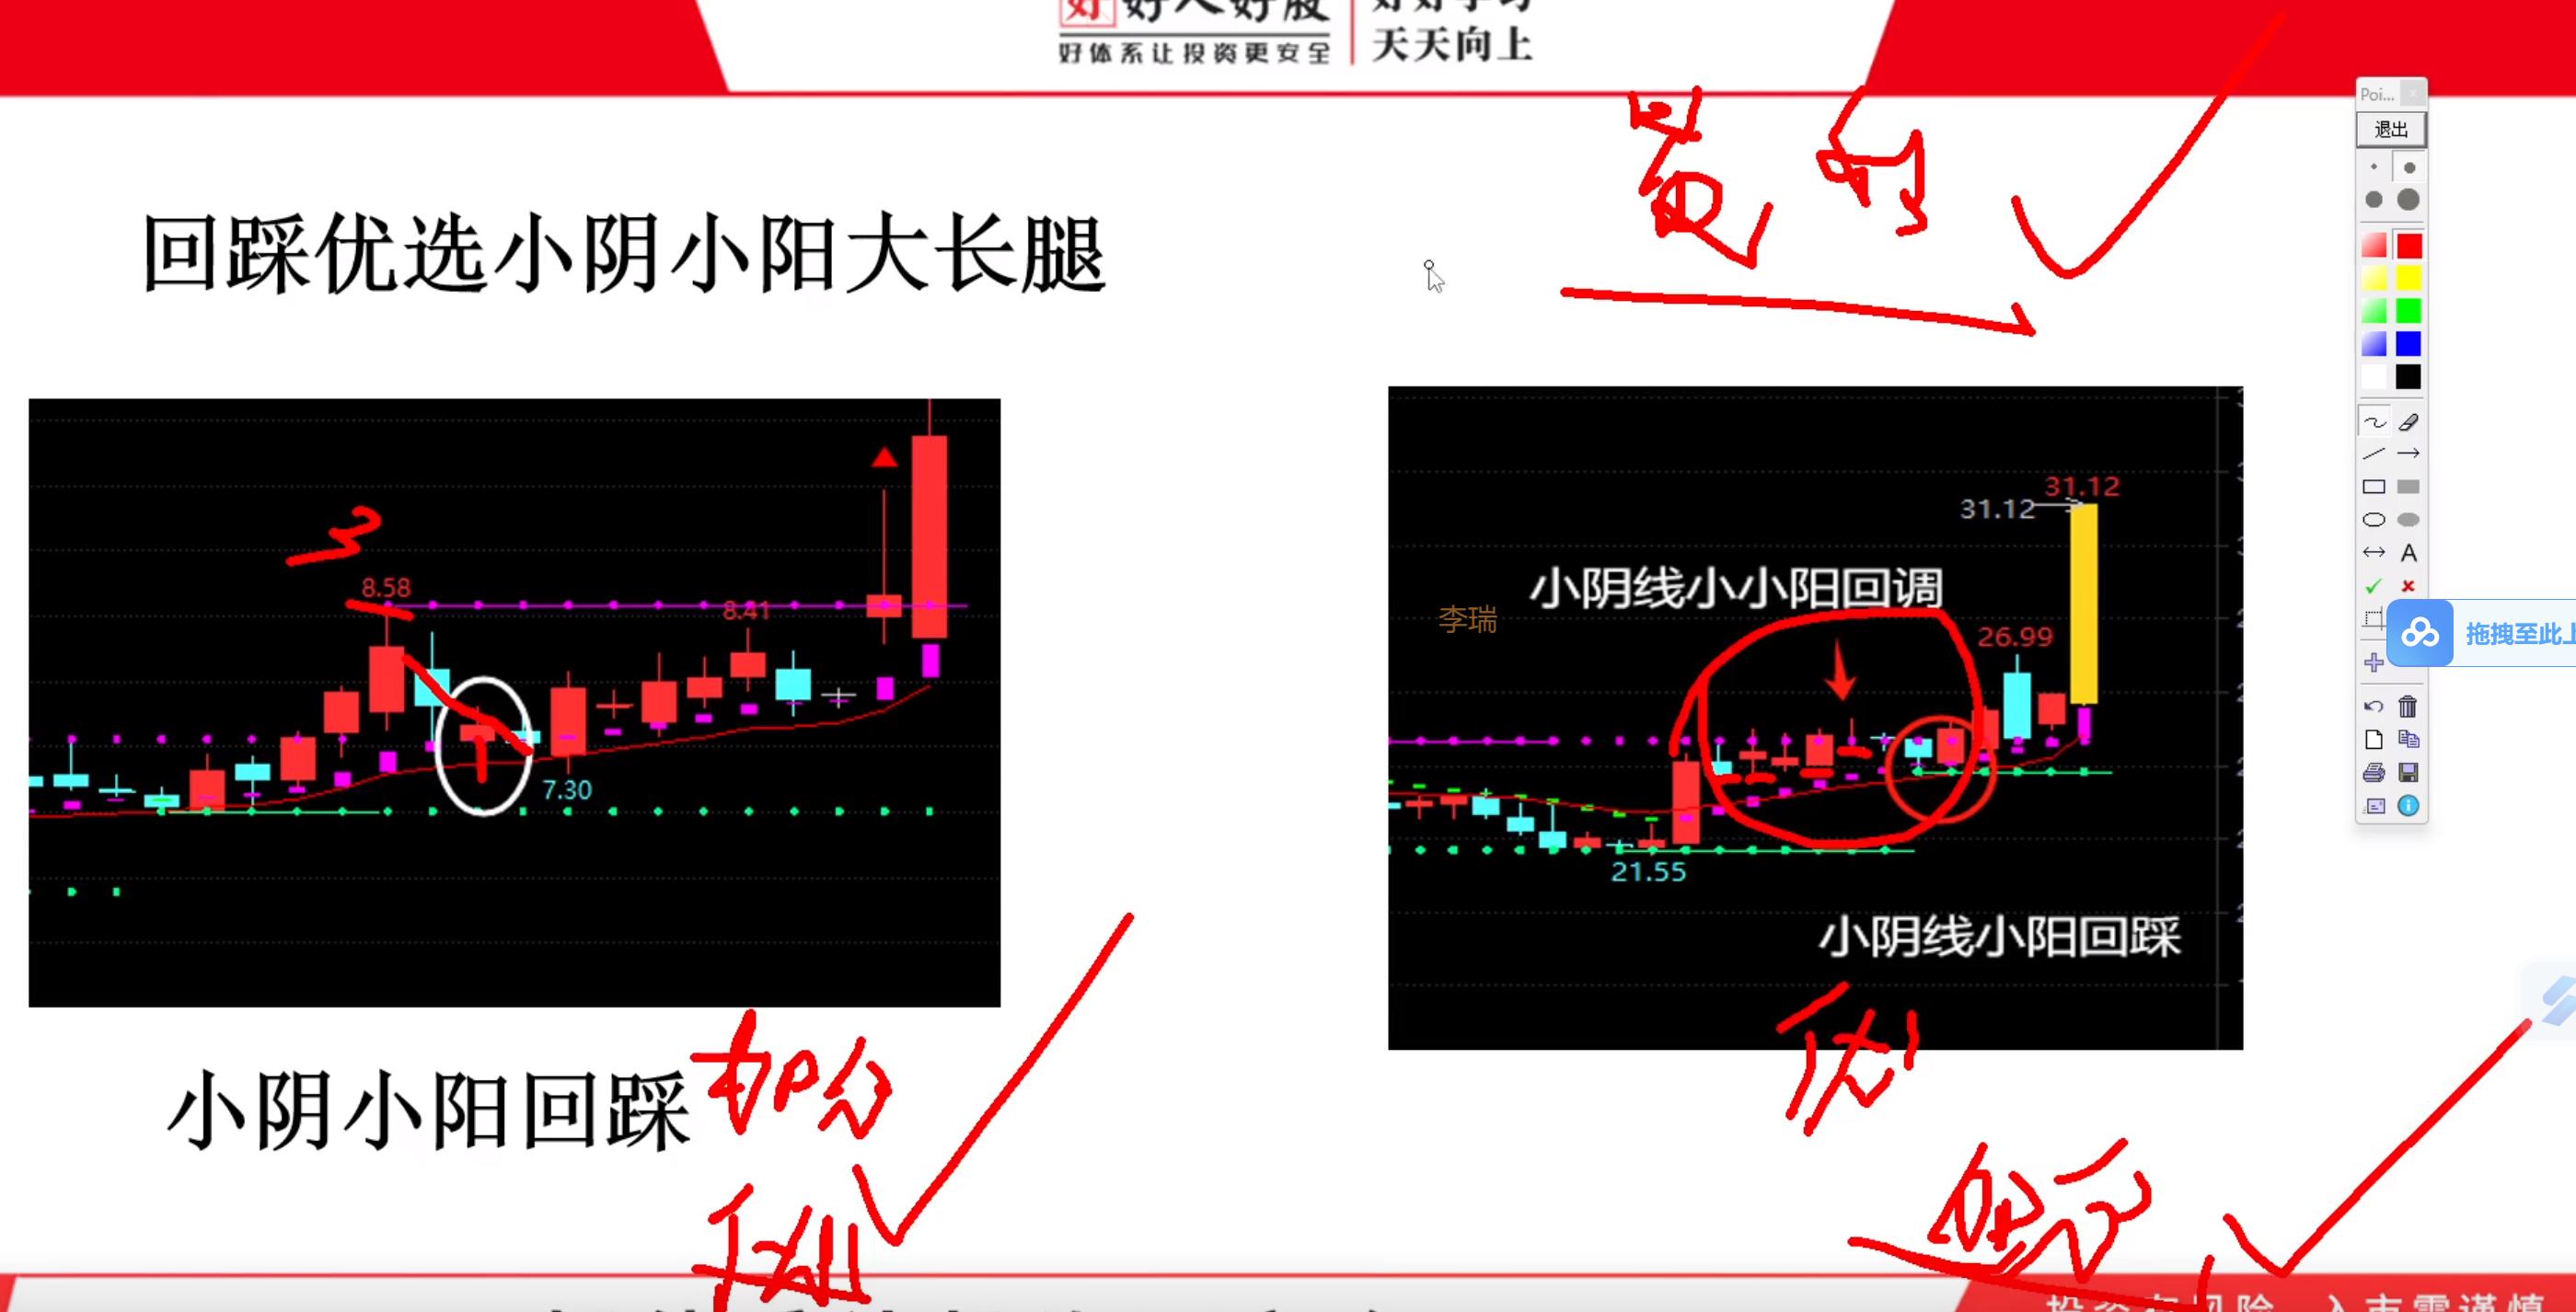 好 好人好股
好好学习
好体系让投资更安全
天天向上
Poi...
退出
回踩优选小阴小阳大长腿
8.58
8.41
7.30
31.12
31.12
小阴线小小阳回调
李瑞
26.99
21.55
小阴线小阳回踩
A
拖拽至此上
小阴小阳回踩
加分
优